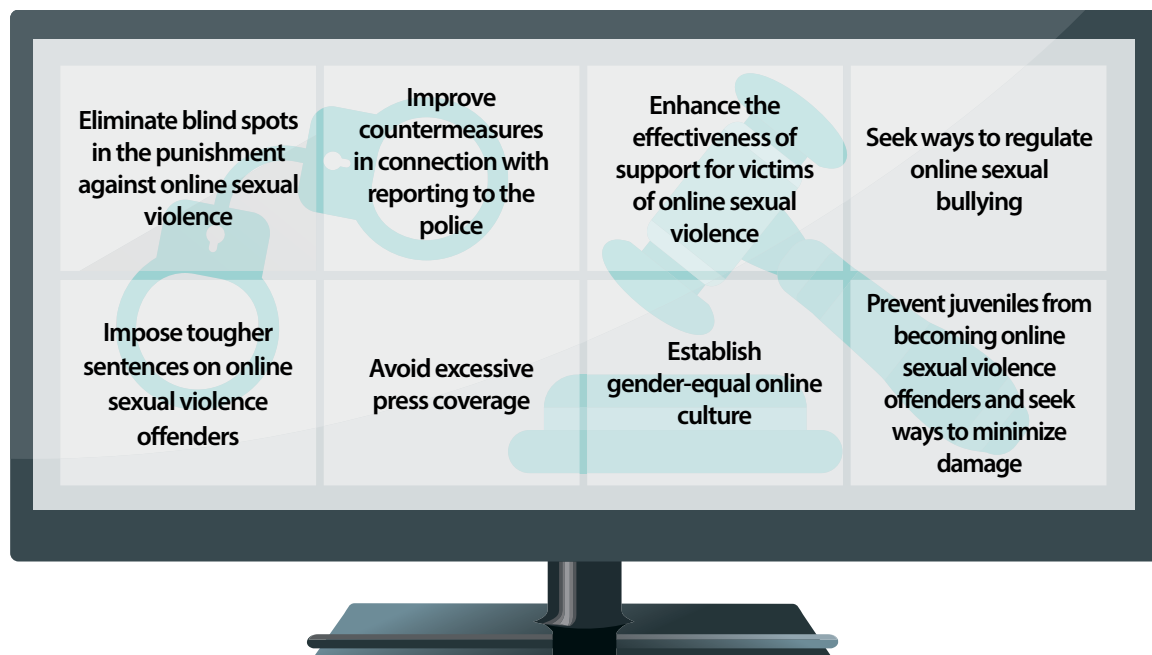 Eliminate blind spots
in the punishment
against online sexual
violence
Improve
countermeasures
in connection with
reporting to the
police
Enhance the
effectiveness of
support for victims
of online sexual
violence
Seek ways to regulate
online sexual
bullying
Impose tougher
sentences on online
sexual violence
offenders
Avoid excessive
press coverage
Establish
gender-equal online
culture
Prevent juveniles from
becoming online
sexual violence
offenders and seek
ways to minimize
damage